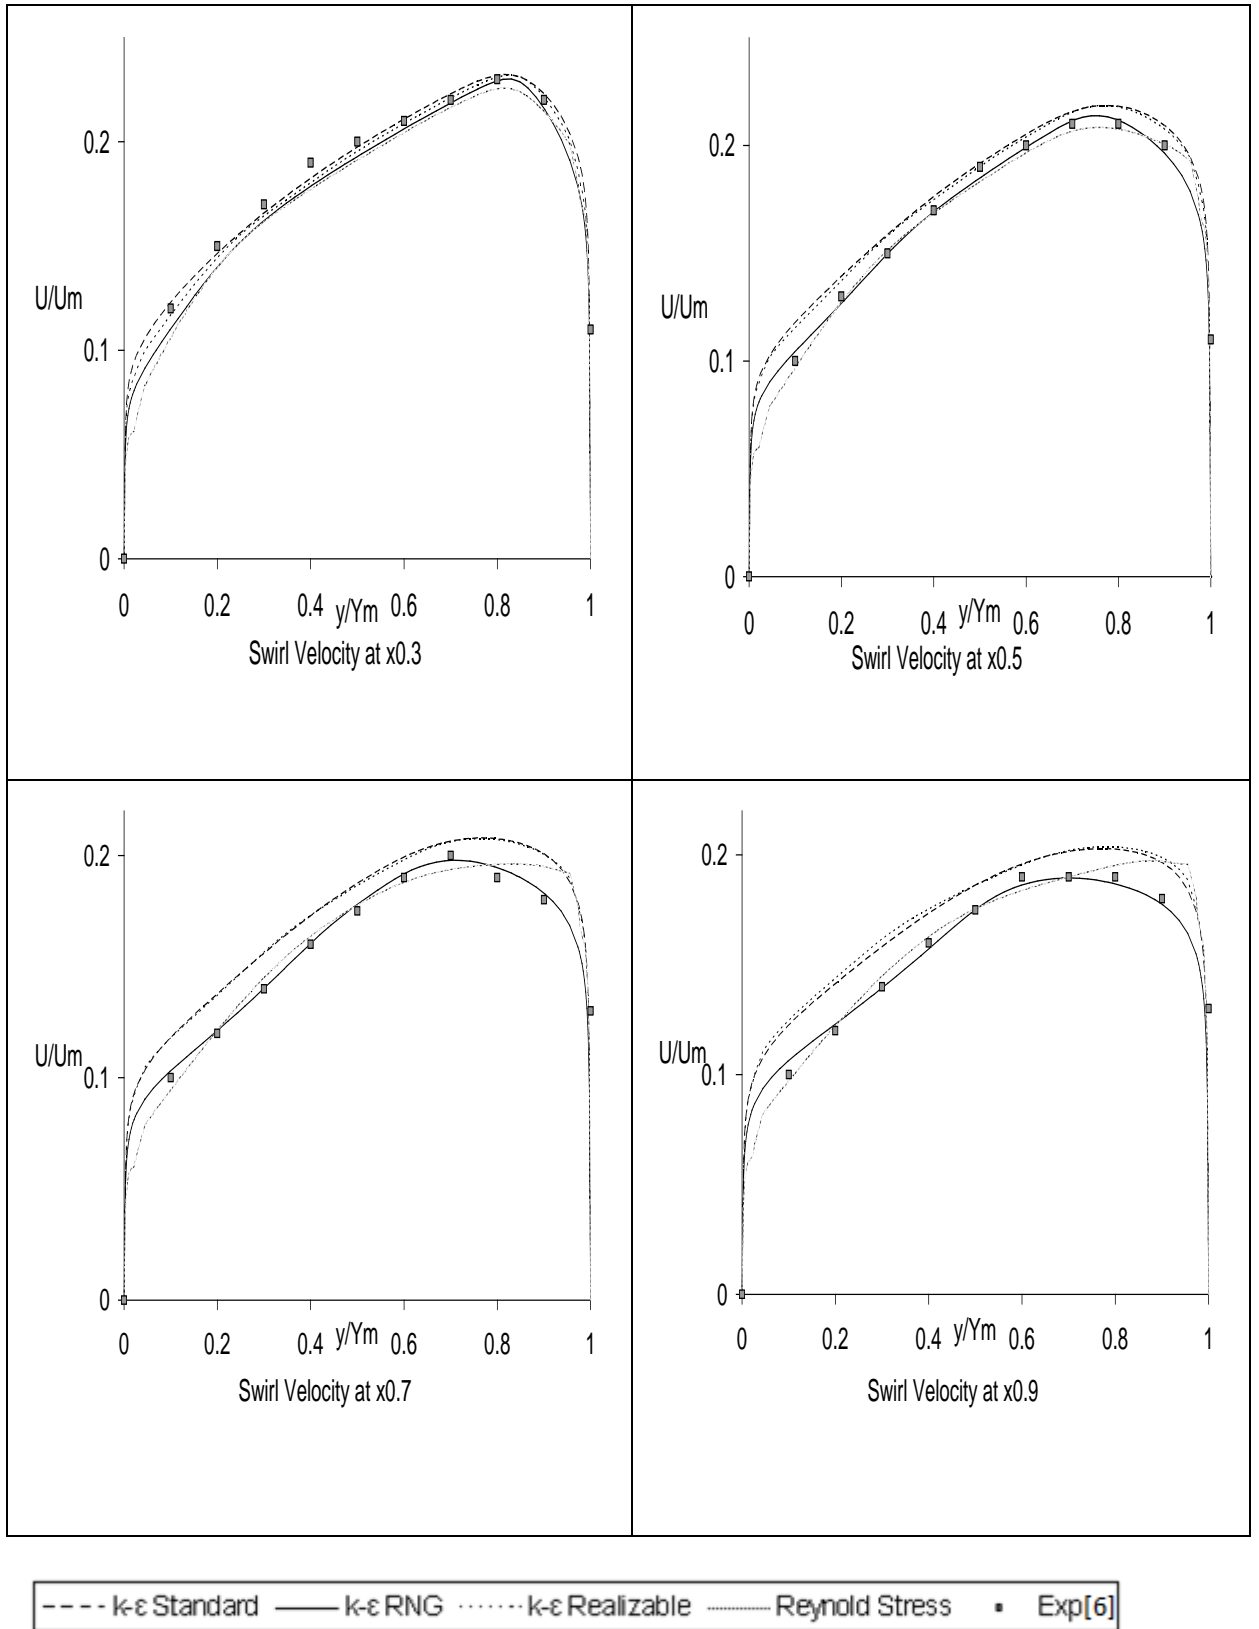 0.2
U/Um
0.1
0
0 0.2 0.4 y/Ym 0.6 0.8 1
Swirl Velocity at x0.3
0.2
U/Um
0.1
0
0 0.2 0.4 y/Ym 0.6 0.8 1
Swirl Velocity at x0.5
0.2
U/Um
0.1
0
0 0.2 0.4 y/Ym 0.6 0.8 1
Swirl Velocity at x0.7
0.2
U/Um
0.1
0
0 0.2 0.4 y/Ym 0.6 0.8 1
Swirl Velocity at x0.9
k-ε Standard k-ε RNG k-ε Realizable Reynold Stress Exp[6]